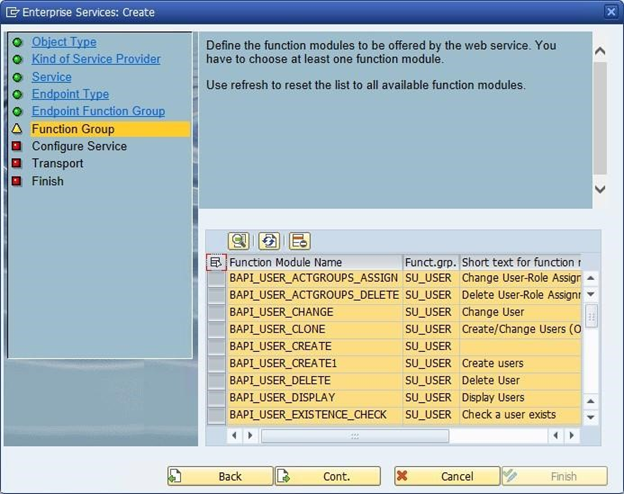 Enterprise Services: Create
Object Type
Kind of Service Provider
Service
Endpoint Type
Endpoint Function Group
Function Group
Configure Service
Transport
Finish
Define the function modules to be offered by the web service. You
have to choose at least one function module.
Use refresh to reset the list to all available function modules.
Function Module Name Funct.grp. Short text for function r
BAPI_USER_ACTGROUPS_ASSIGN SU_USER Change User-Role Assign
BAPI_USER_ACTGROUPS_DELETE SU_USER Delete User-Role Assignr
BAPI_USER_CHANGE SU_USER Change User
BAPI_USER_CLONE SU_USER Create/Change Users (O
BAPI_USER_CREATE SU_USER
BAPI_USER_CREATE1 SU_USER Create users
BAPI_USER_DELETE SU_USER Delete User
BAPI_USER_DISPLAY SU_USER Display Users
BAPI_USER_EXISTENCE_CHECK SU_USER Check a user exists
Back Cont. Cancel Finish